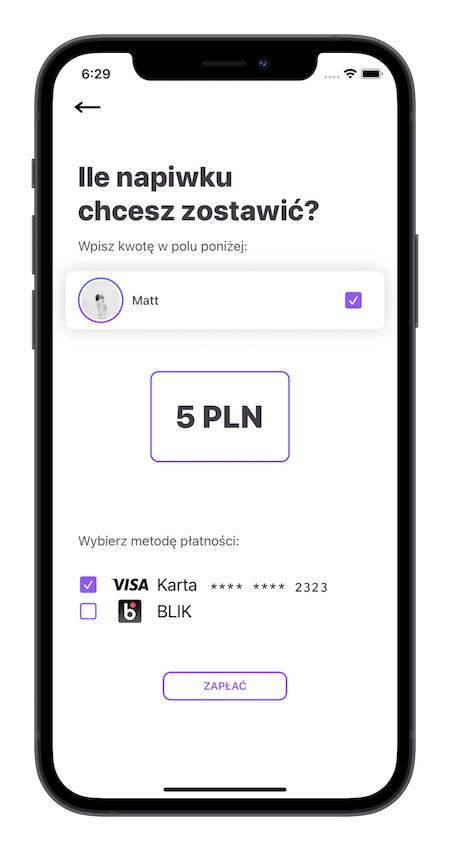 6:29
Ile napiwku
chcesz zostawić?
Wpisz kwotę w polu poniżej:
Matt
5 PLN
Wybierz metodę płatności:
VISA Karta **** **** 2323
b BLIK
ZAPŁAĆ